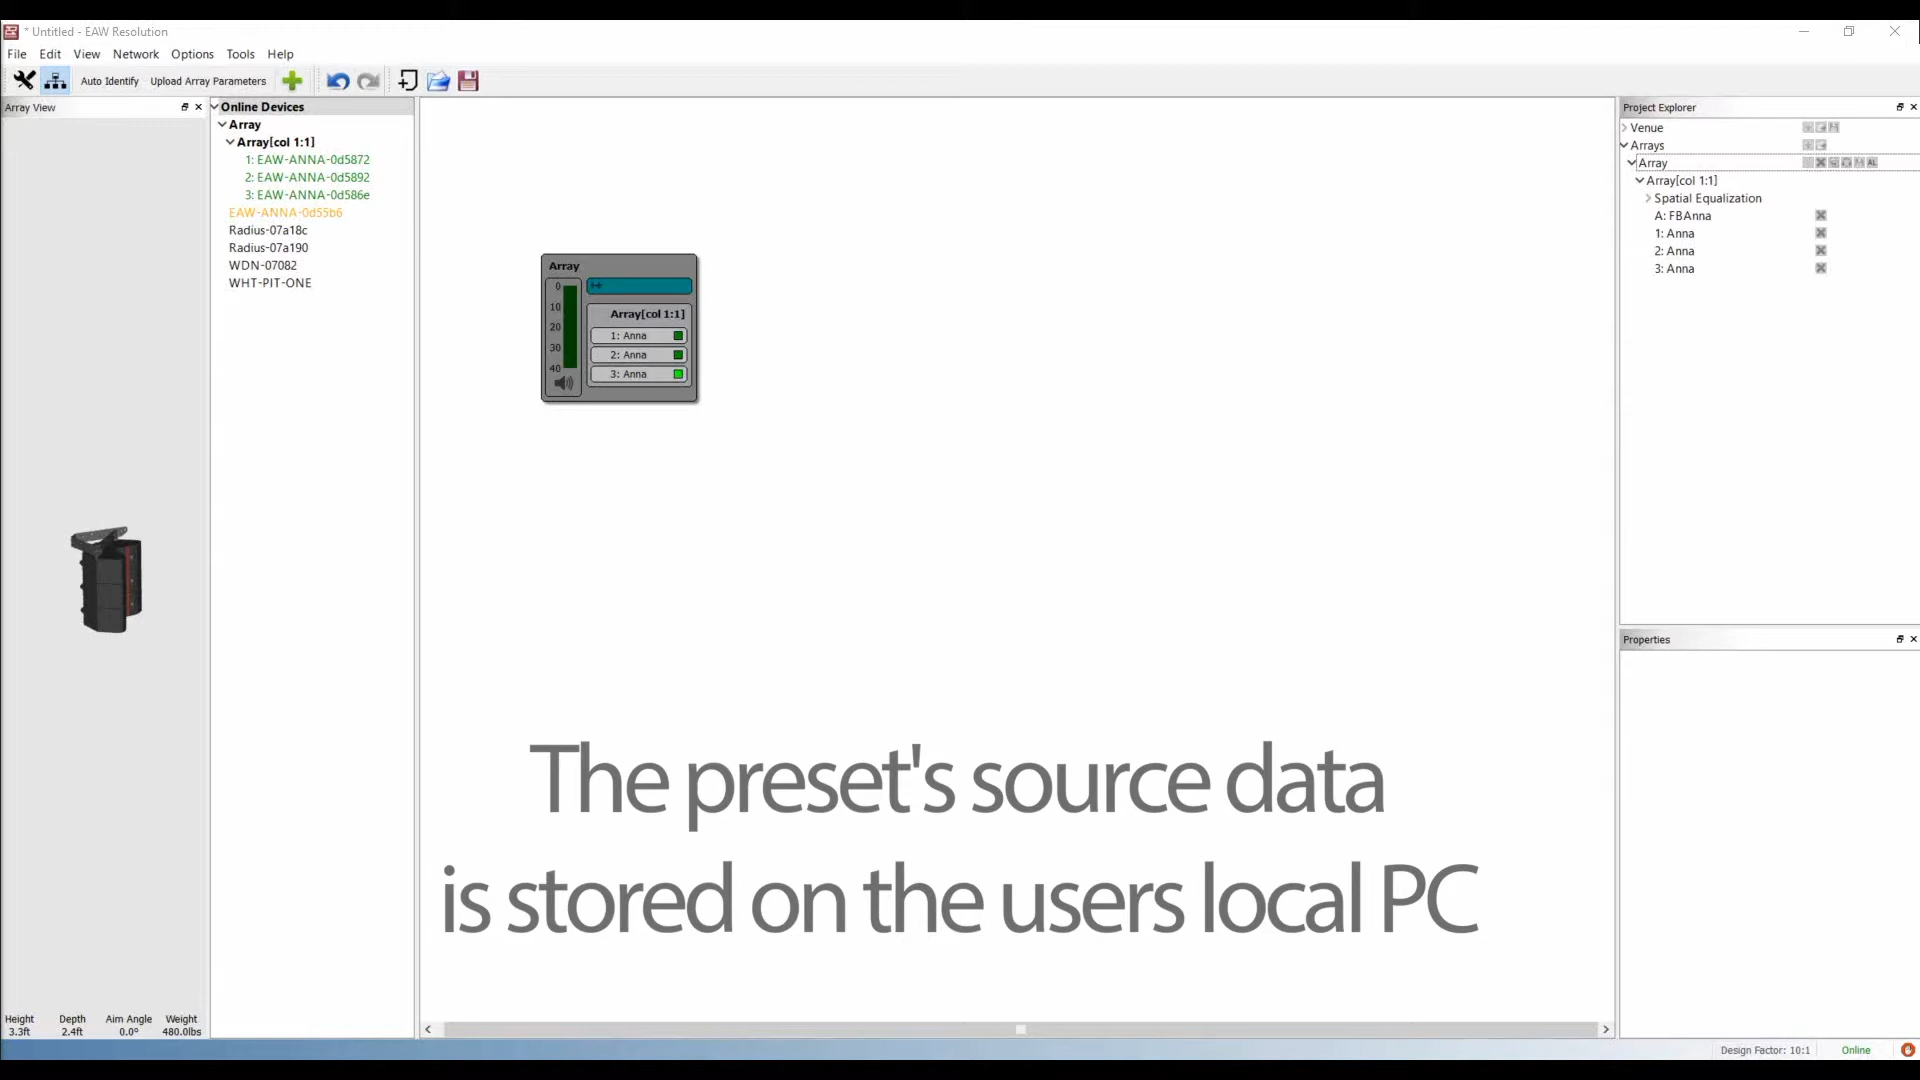 * Untitled - EAW Resolution
File Edit View Network Options Tools Help
Auto Identify Upload Array Parameters
Array View
Online Devices
Array
Array[col 1:1]
1: EAW-ANNA-0d5872
2: EAW-ANNA-0d5892
3: EAW-ANNA-0d586e
EAW-ANNA-0d55b6
Radius-07a18c
Radius-07a190
WDN-07082
WHT-PIT-ONE
Array
0
10
20
30
40
Array[col 1:1]
1: Anna
2: Anna
3: Anna
Project Explorer
Venue
Arrays
Array
AL
Array[col 1:1]
Spatial Equalization
A: FBAnna
1: Anna
2: Anna
3: Anna
Properties
The preset's source data
is stored on the users local PC
Height Depth Aim Angle Weight
3.3ft 2.4ft 0.0° 480.0lbs
Design Factor: 10:1 Online